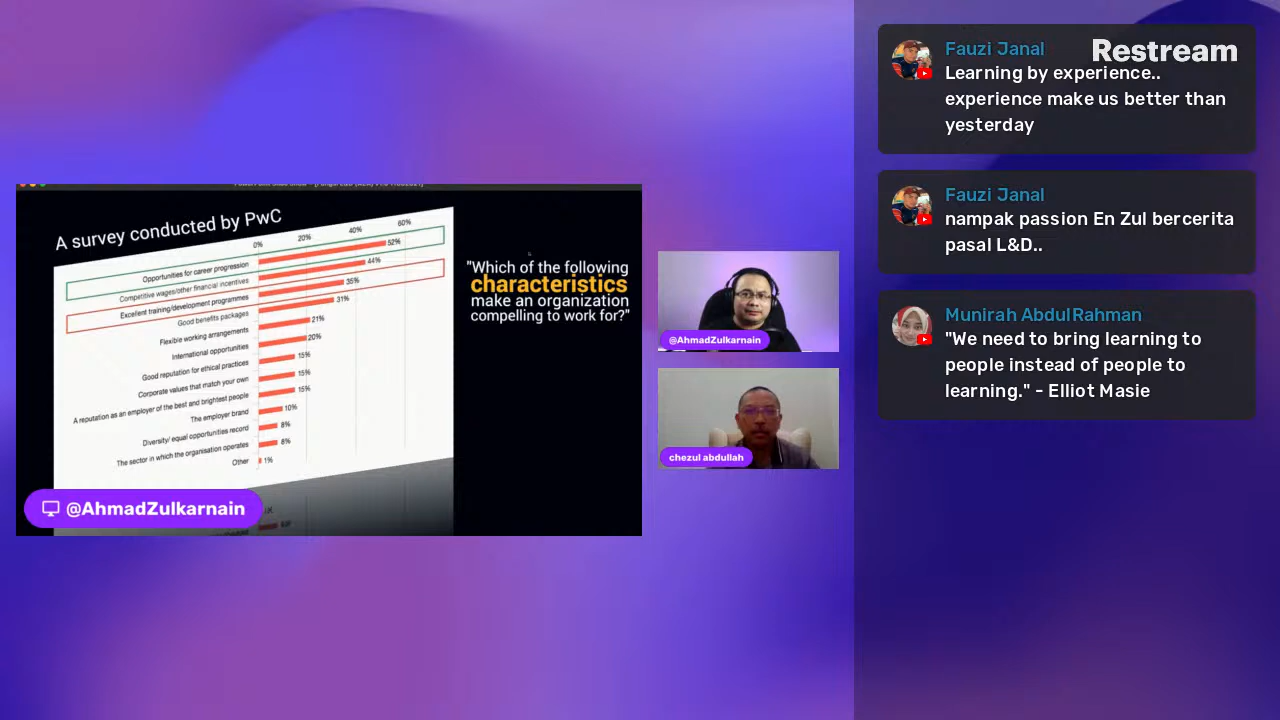 A survey conducted by PwC
0%
20%
40%
60%
Opportunities for career progression
52%
Competitive wages/other financial incentives
44%
Excellent training/development programmes
35%
Good benefits packages
31%
Flexible working arrangements
21%
International opportunities
20%
Good reputation for ethical practices
15%
Corporate values that match your own
15%
A reputation as an employer of the best and brightest people
15%
The employer brand
10%
Diversity/ equal opportunities record
8%
The sector in which the organisation operates
8%
Other
1%
"Which of the following
characteristics
make an organization
compelling to work for?"
@AhmadZulkarnain
@AhmadZulkarnain
chezul abdullah
Restream
Fauzi Janal
Learning by experience..
experience make us better than
yesterday
Fauzi Janal
nampak passion En Zul bercerita
pasal L&D..
Munirah AbdulRahman
"We need to bring learning to
people instead of people to
learning." - Elliot Masie